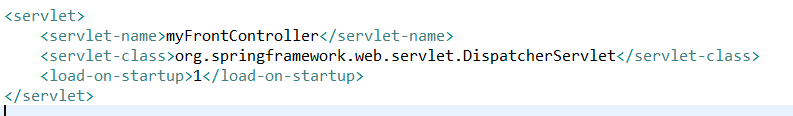 <servlet>
    <servlet-name>myFrontController</servlet-name>
    <servlet-class>org.springframework.web.servlet.DispatcherServlet</servlet-class>
    <load-on-startup>1</load-on-startup>
</servlet>